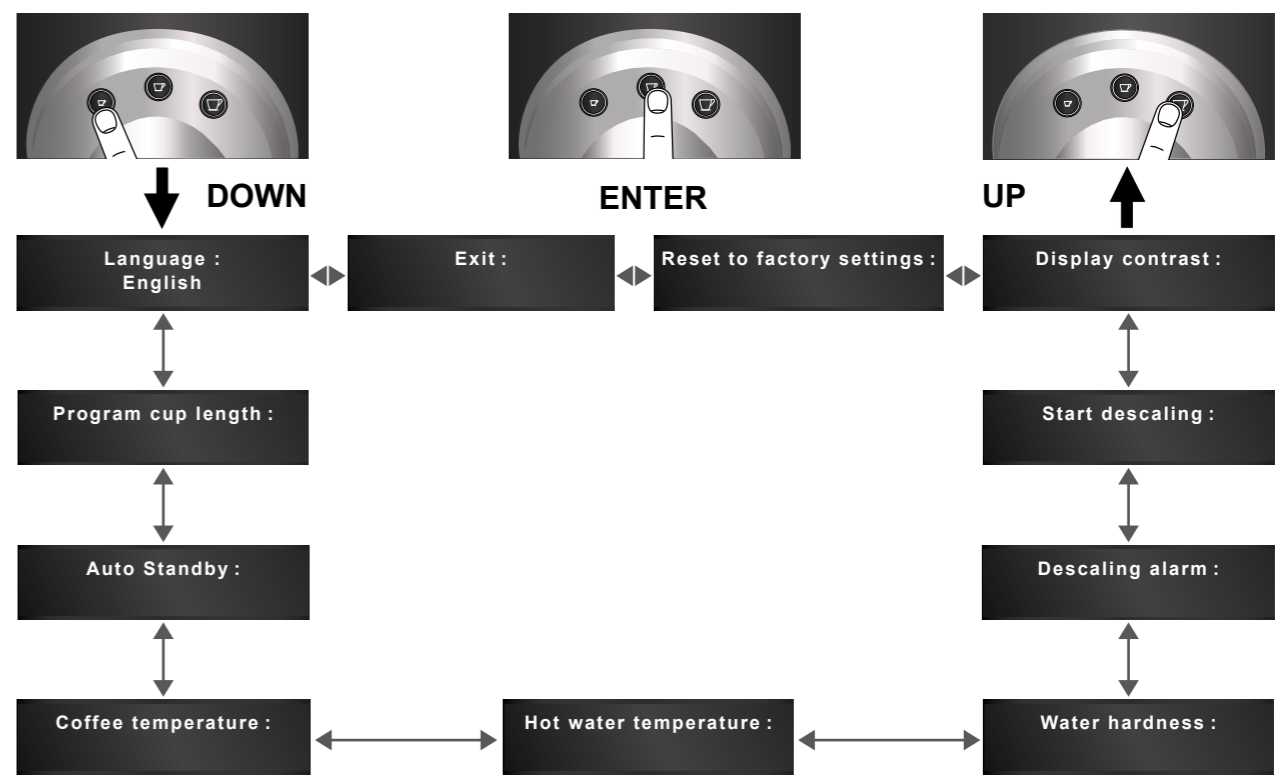 DOWN
ENTER
UP
Language :
English
Exit :
Reset to factory settings :
Display contrast :
Program cup length :
Start descaling :
Auto Standby :
Descaling alarm :
Coffee temperature :
Hot water temperature :
Water hardness :